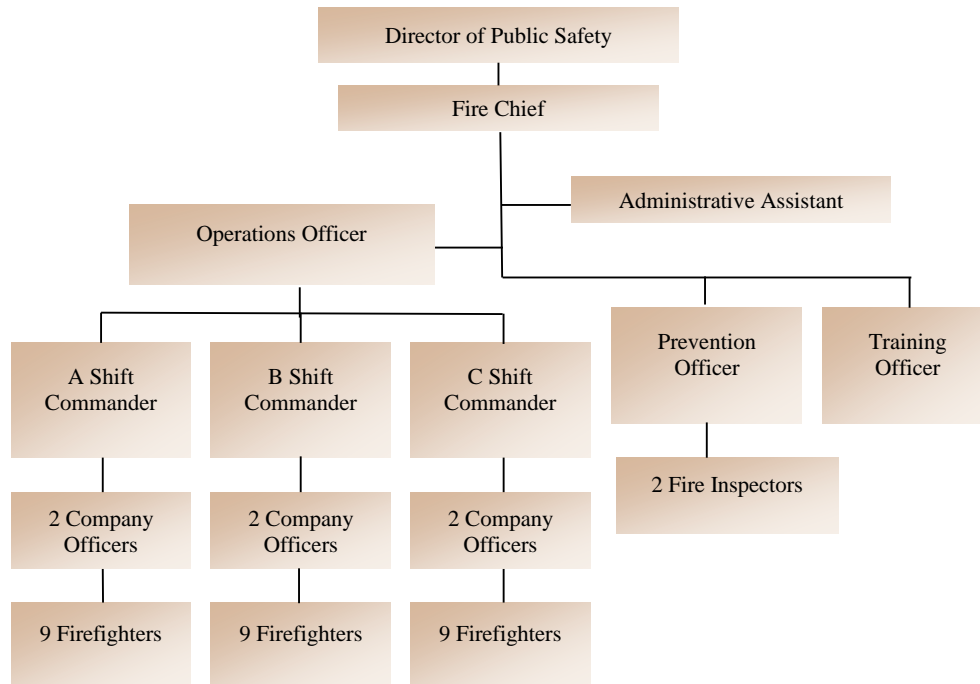 Director of Public Safety
Fire Chief
Administrative Assistant
Operations Officer
Prevention
Officer
Training
Officer
A Shift
Commander
B Shift
Commander
C Shift
Commander
2 Fire Inspectors
2 Company
Officers
2 Company
Officers
2 Company
Officers
9 Firefighters
9 Firefighters
9 Firefighters